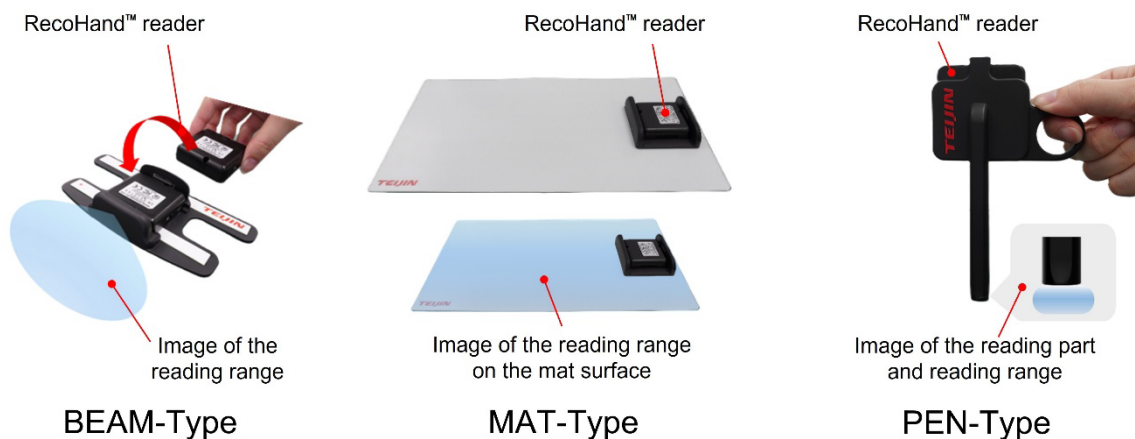 RecoHand™ reader
TEIJIN
Image of the
reading range
BEAM-Type
RecoHand™ reader
TEIJIN
TEIJIN
Image of the reading range
on the mat surface
MAT-Type
RecoHand™ reader
TEIJIN
Image of the reading part
and reading range
PEN-Type